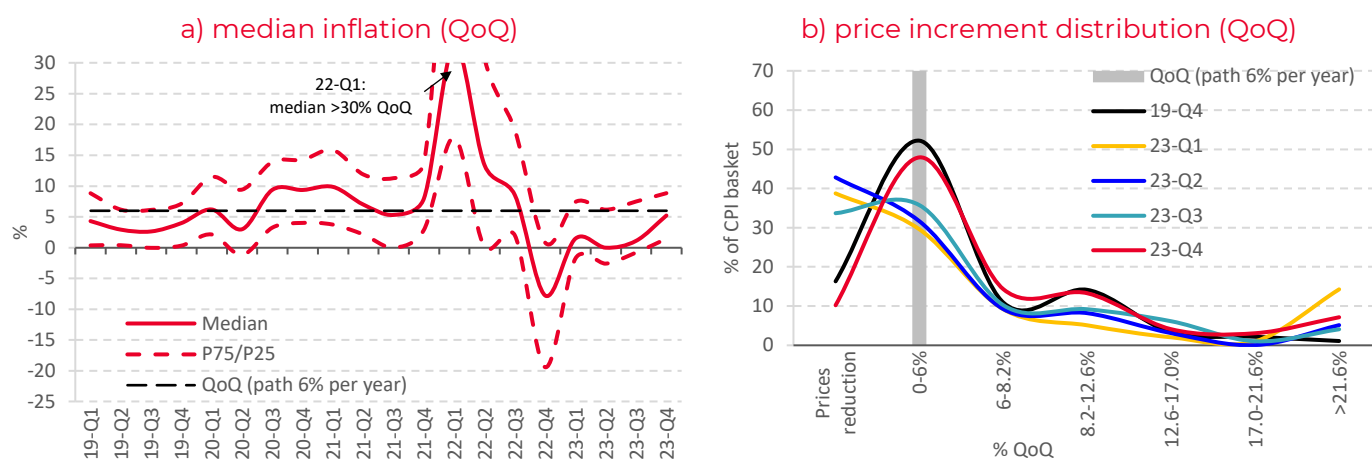 a) median inflation (QoQ)
30
25
20
15
10
5
0
-5
-10
-15
-20
-25
%
22-Q1:
median >30% QoQ
Median
P75/P25
QoQ (path 6% per year)
19-Q1
19-Q2
19-Q3
19-Q4
20-Q1
20-Q2
20-Q3
20-Q4
21-Q1
21-Q2
21-Q3
21-Q4
22-Q1
22-Q2
22-Q3
22-Q4
23-Q1
23-Q2
23-Q3
23-Q4
b) price increment distribution (QoQ)
70
60
50
40
30
20
10
0
% of CPI basket
QoQ (path 6% per year)
19-Q4
23-Q1
23-Q2
23-Q3
23-Q4
Prices
reduction
0-6%
6-8.2%
8.2-12.6%
12.6-17.0%
17.0-21.6%
>21.6%
% QoQ